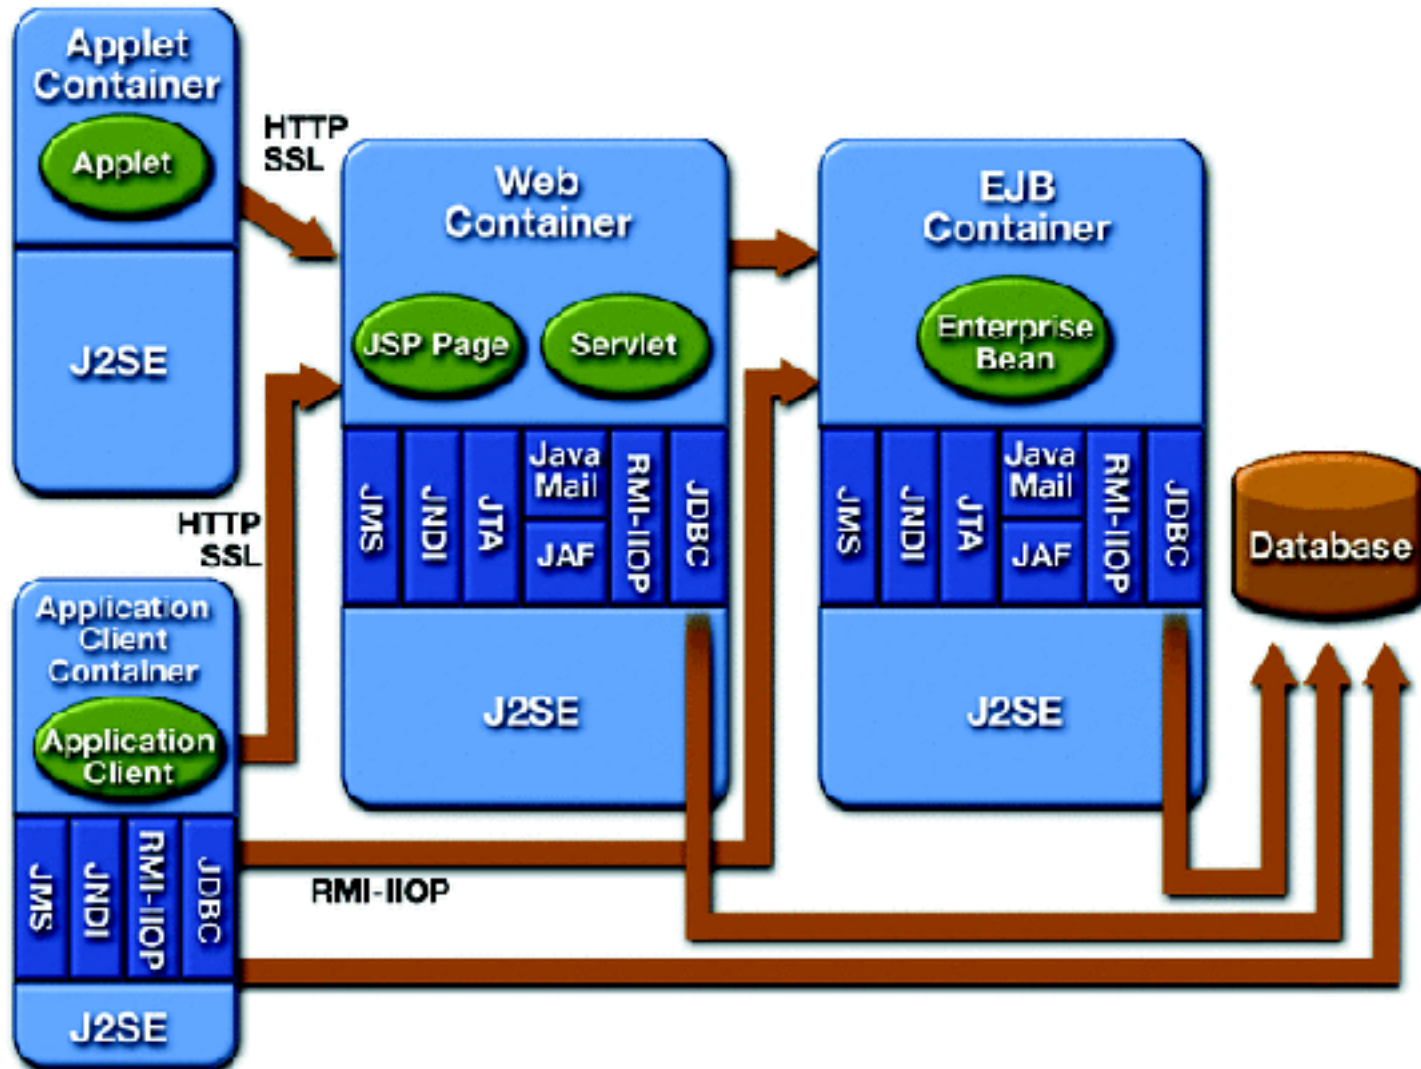 Applet
Container
Applet
J2SE
HTTP
SSL
Web
Container
JSP Page
Servlet
JMS
JNDI
JTA
Java
Mail
JAF
RMI-IIOP
JDBC
J2SE
EJB
Container
Enterprise
Bean
JMS
JNDI
JTA
Java
Mail
JAF
RMI-IIOP
JDBC
J2SE
Database
HTTP
SSL
Application
Client
Container
Application
Client
JMS
JNDI
RMI-IIOP
JDBC
J2SE
RMI-IIOP